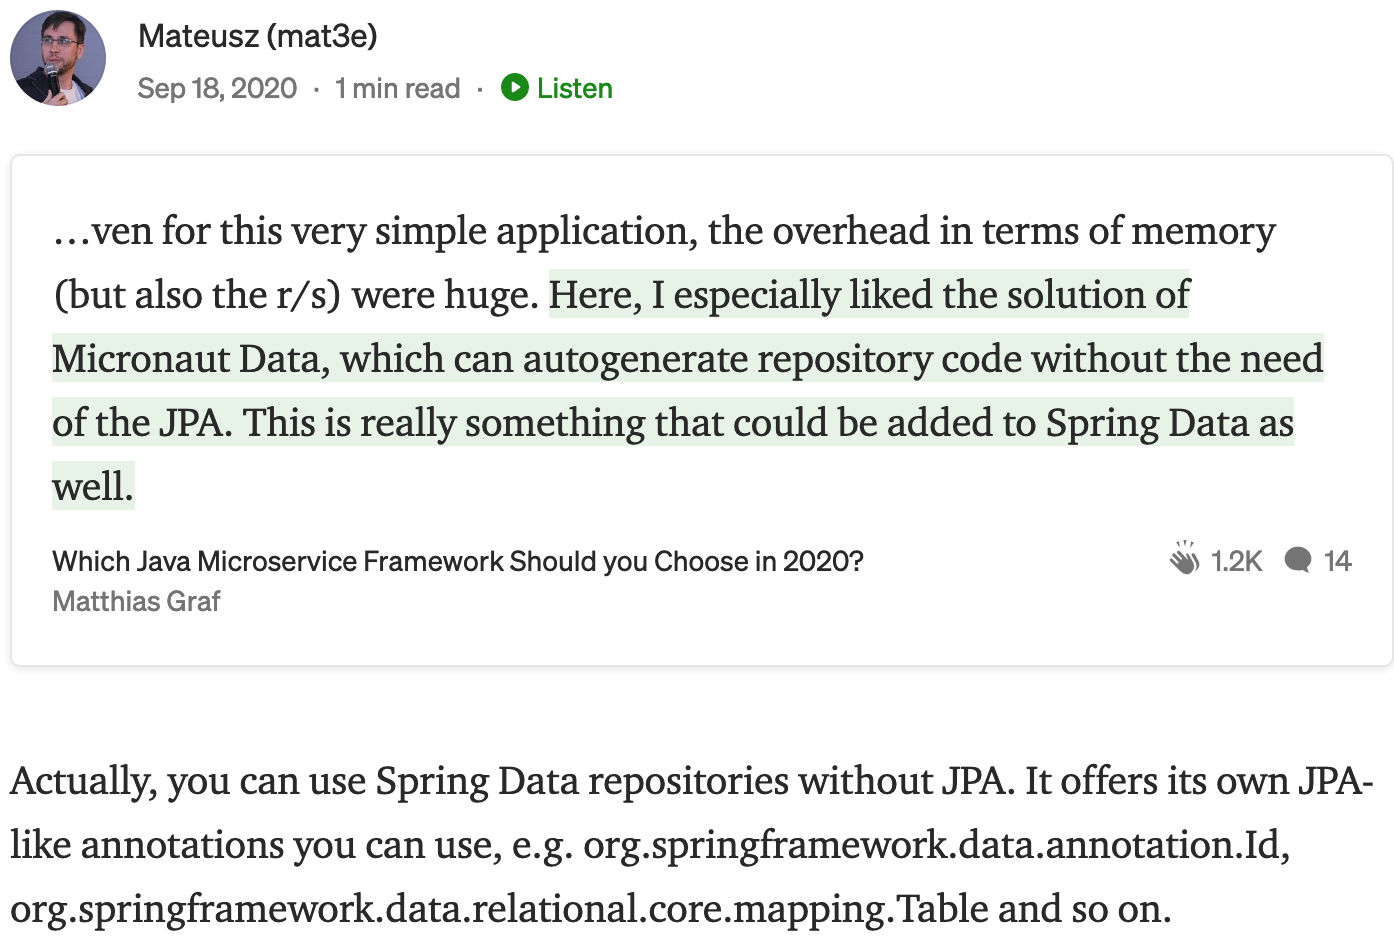 Mateusz (mat3e)
Sep 18, 2020 · 1 min read · Listen
...ven for this very simple application, the overhead in terms of memory
(but also the r/s) were huge. Here, I especially liked the solution of
Micronaut Data, which can autogenerate repository code without the need
of the JPA. This is really something that could be added to Spring Data as
well.
Which Java Microservice Framework Should you Choose in 2020?
1.2K 14
Matthias Graf
Actually, you can use Spring Data repositories without JPA. It offers its own JPA-
like annotations you can use, e.g. org.springframework.data.annotation.Id,
org.springframework.data.relational.core.mapping.Table and so on.